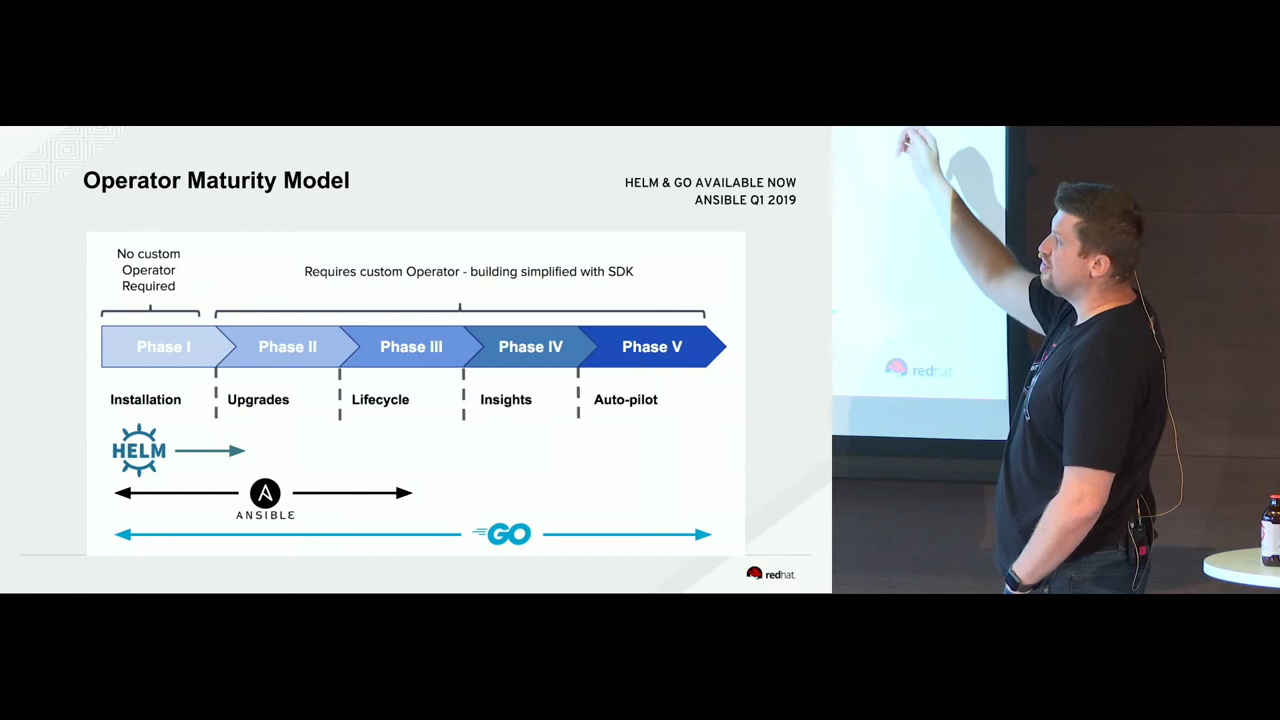 Operator Maturity Model
HELM & GO AVAILABLE NOW
ANSIBLE Q1 2019
No custom
Operator
Required
Requires custom Operator - building simplified with SDK
Phase I
Phase II
Phase III
Phase IV
Phase V
Installation
Upgrades
Lifecycle
Insights
Auto-pilot
HELM
ANSIBLE
GO
redhat.
redhat.